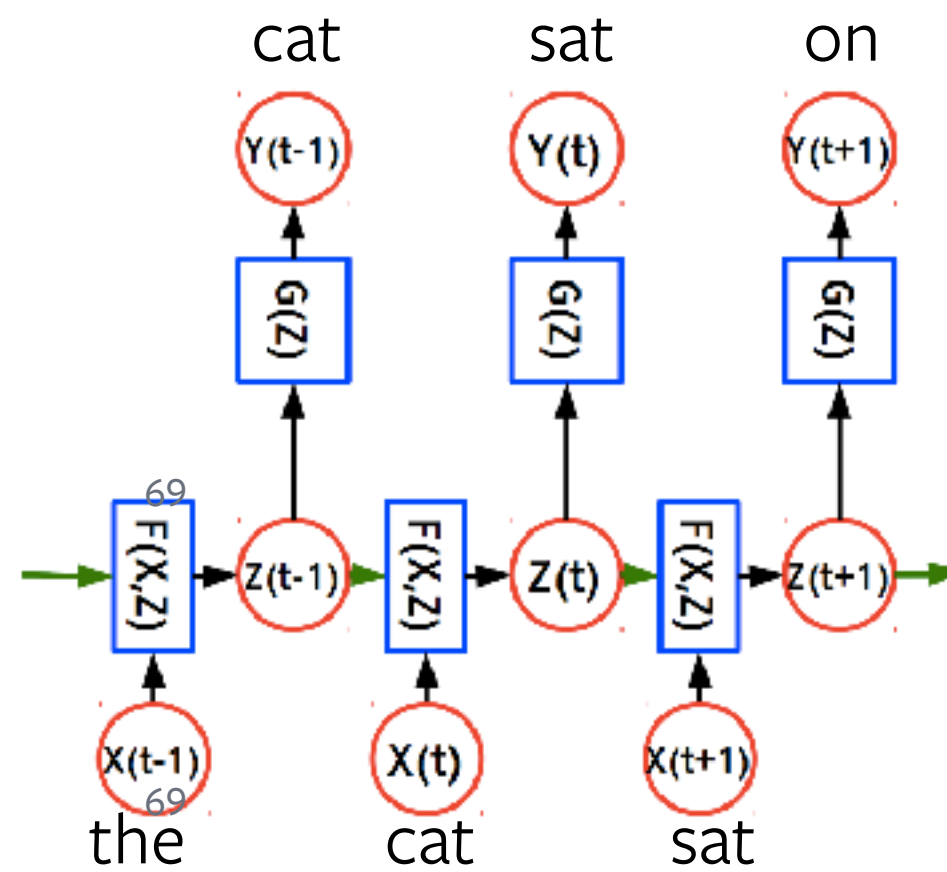 cat sat on
Y(t-1) Y(t) Y(t+1)
G(Z) G(Z) G(Z)
69
F(X,Z) Z(t-1) F(X,Z) Z(t) F(X,Z) Z(t+1)
X(t-1) X(t) X(t+1)
69
the cat sat